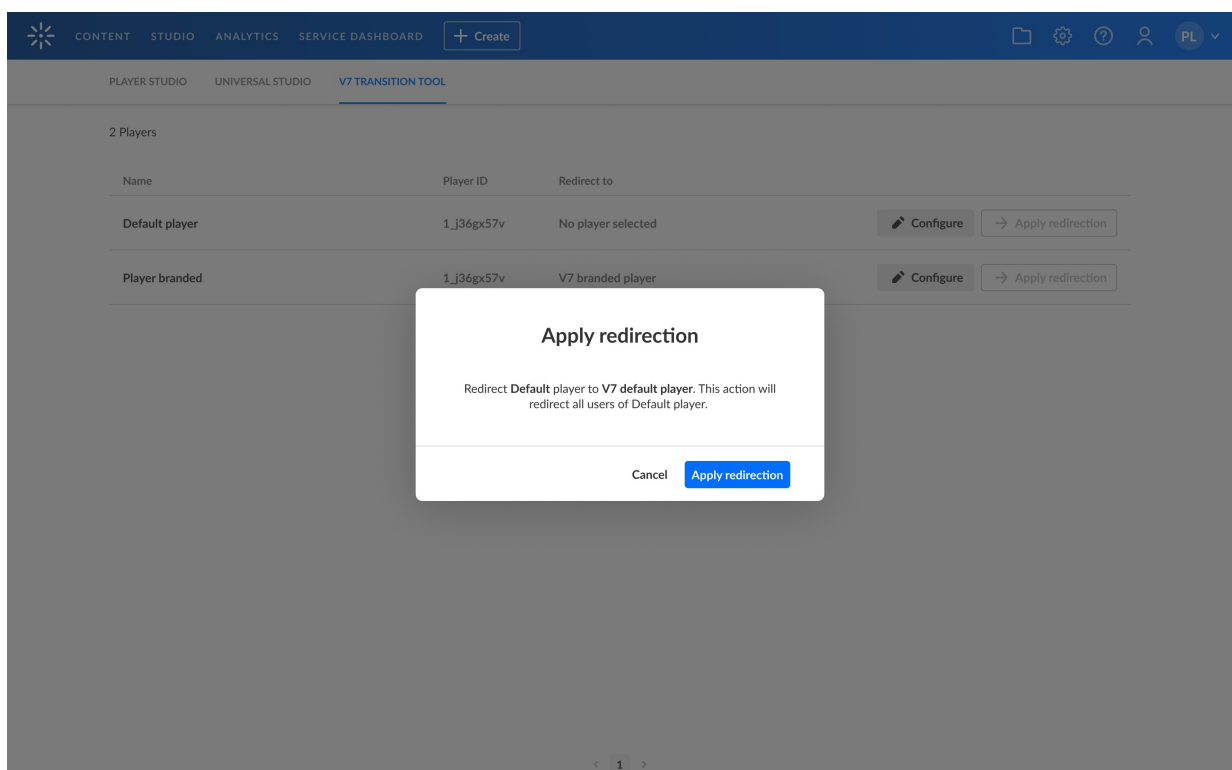 CONTENT STUDIO ANALYTICS SERVICE DASHBOARD + Create PL
PLAYER STUDIO UNIVERSAL STUDIO V7 TRANSITION TOOL
2 Players
Name Player ID Redirect to
Default player 1_j36gx57v No player selected Configure → Apply redirection
Player branded 1_j36gx57v V7 branded player Configure → Apply redirection
Apply redirection
Redirect Default player to V7 default player. This action will
redirect all users of Default player.
Cancel Apply redirection
< 1 >